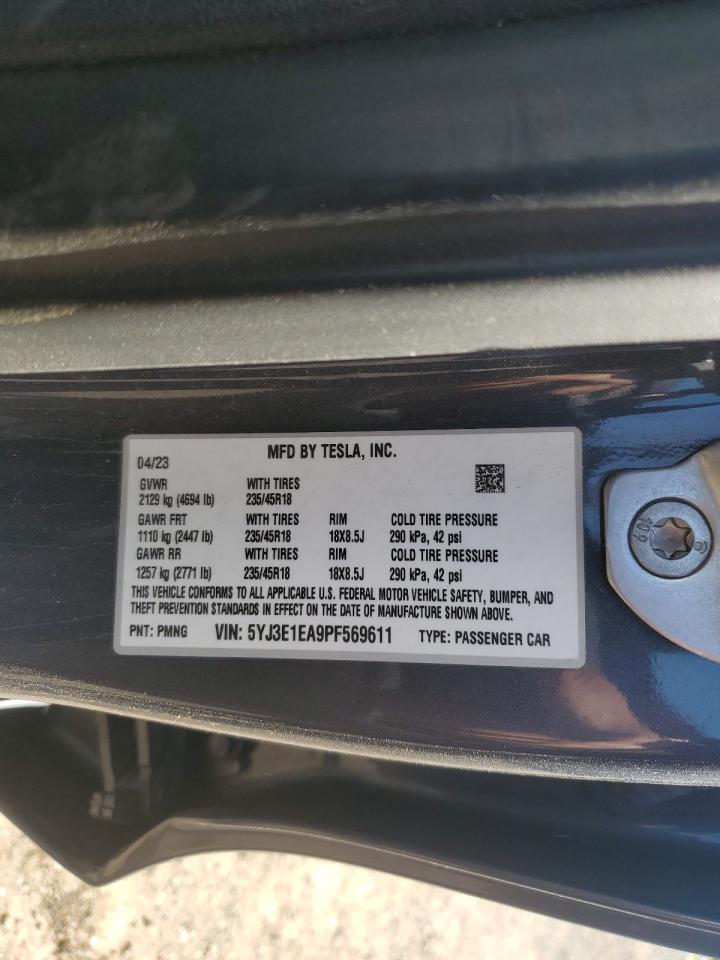 MFD BY TESLA, INC.
04/23
GVWR WITH TIRES
2129 kg (4694 lb) 235/45R18
GAWR FRT WITH TIRES RIM COLD TIRE PRESSURE
1110 kg (2447 lb) 235/45R18 18X8.5J 290 kPa, 42 psi
GAWR RR WITH TIRES RIM COLD TIRE PRESSURE
1257 kg (2771 lb) 235/45R18 18X8.5J 290 kPa, 42 psi
THIS VEHICLE CONFORMS TO ALL APPLICABLE U.S. FEDERAL MOTOR VEHICLE SAFETY, BUMPER, AND
THEFT PREVENTION STANDARDS IN EFFECT ON THE DATE OF MANUFACTURE SHOWN ABOVE.
PNT: PMNG VIN: 5YJ3E1EA9PF569611 TYPE: PASSENGER CAR
10.9